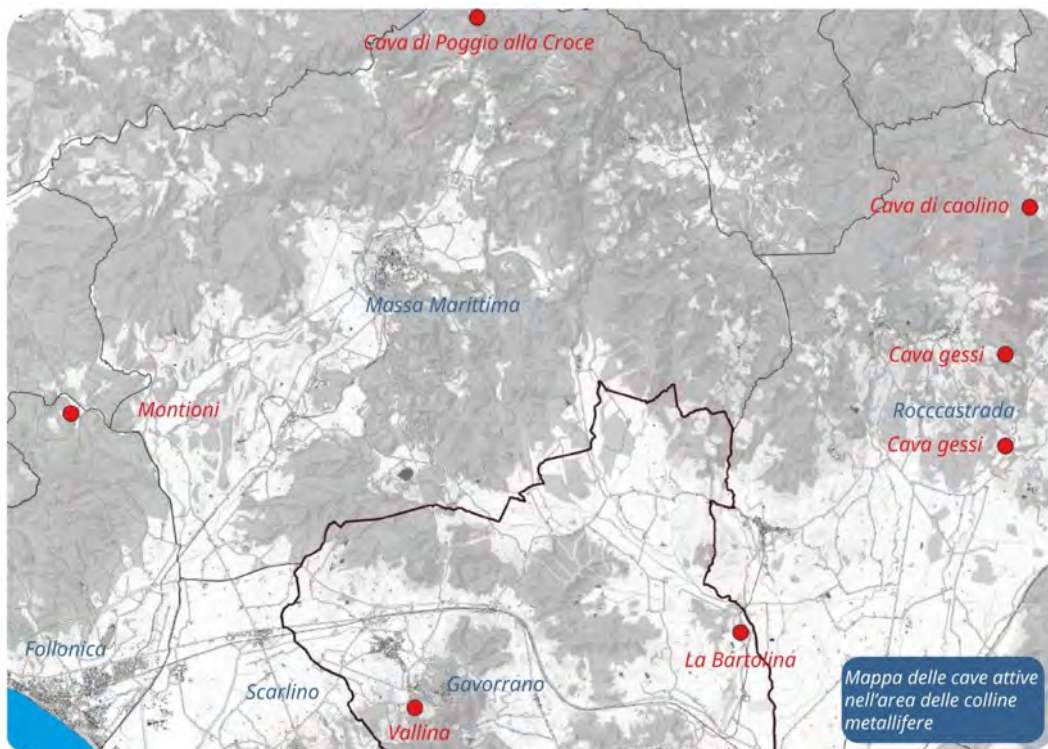 Cava di Poggio alla Croce
Cava di caolino
Massa Marittima
Cava gessi
Montioni
Rocccastrada
Cava gessi
Follonica
La Bartolina
Scarlino
Gavorrano
Vallina
Mappa delle cave attive
nell'area delle colline
metallifere